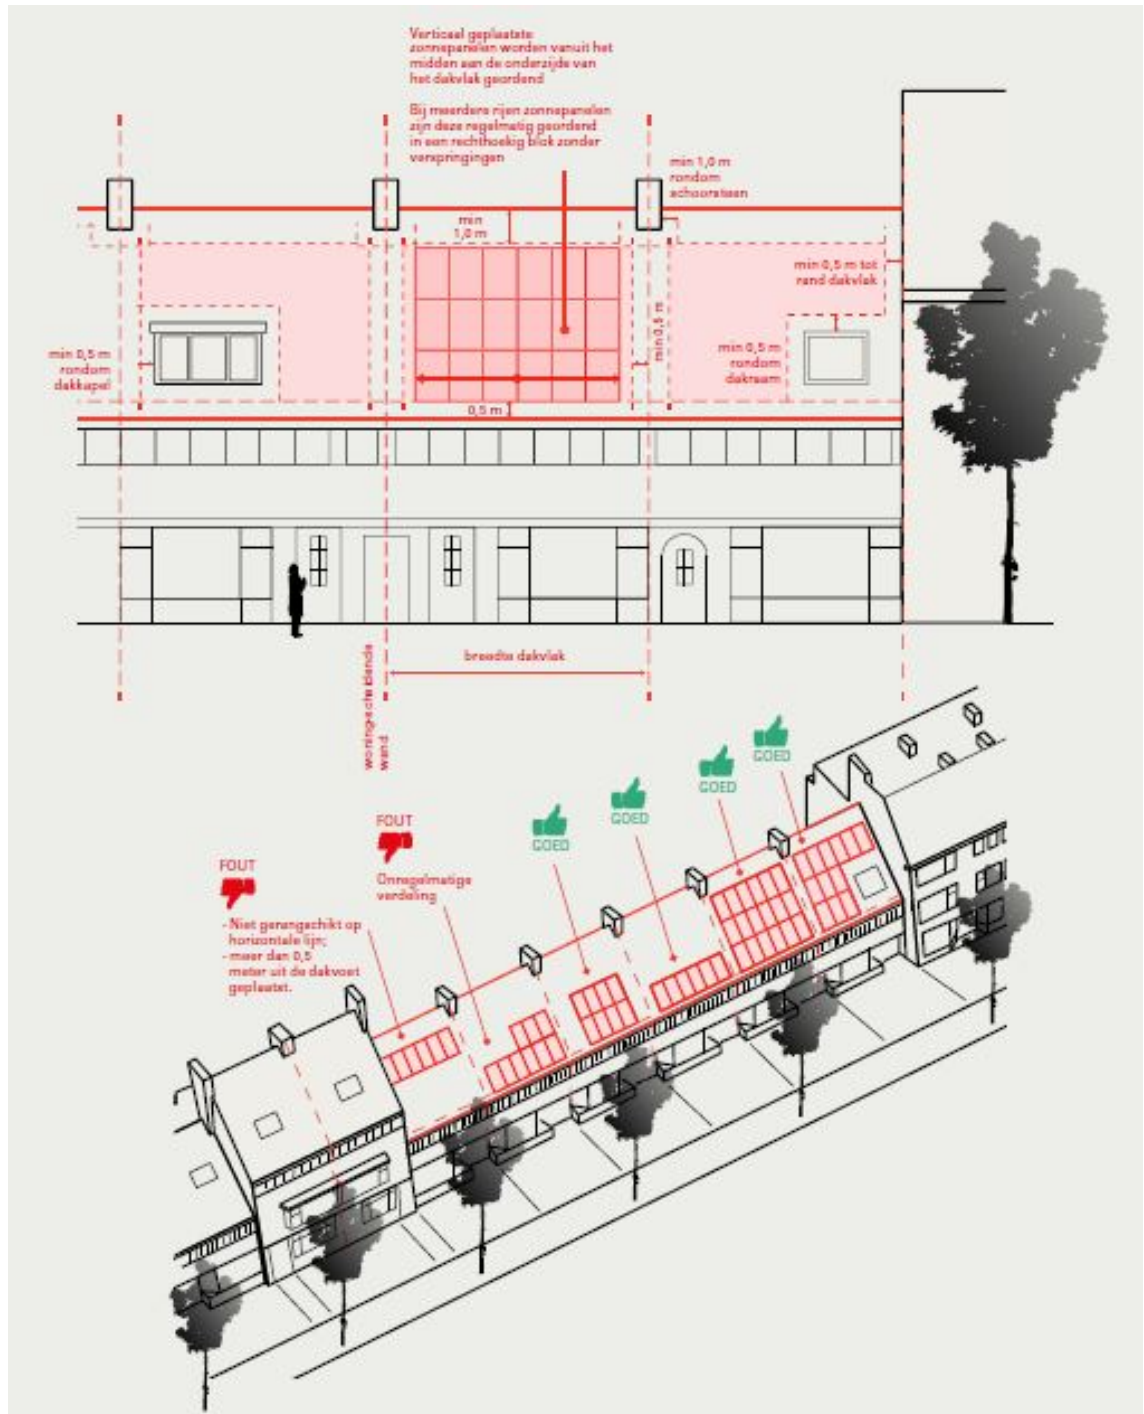 Verticaal geplaatste
zonnepanelen worden vanuit het
midden aan de onderzijde van
het dakvlak geordend
Bij meerdere rijen zonnepanelen
zijn deze regelmatig geordend
in een rechthoekig blok zonder
verspringingen
min 1,0 m
rondom
schoorsteen
min
1,0 m
min 0,5 m tot
rand dakvlak
min 0,5 m
rondom
dakkapel
min 0,5 m
min 0,5 m
rondom
dakraam
0,5 m
breedte dakvlak
woningscheidende
wand
GOED
GOED
GOED
GOED
FOUT
Onregelmatige
verdeling
FOUT
- Niet gerangschikt op
horizontale lijn;
- meer dan 0,5
meter uit de dakvoet
geplaatst.